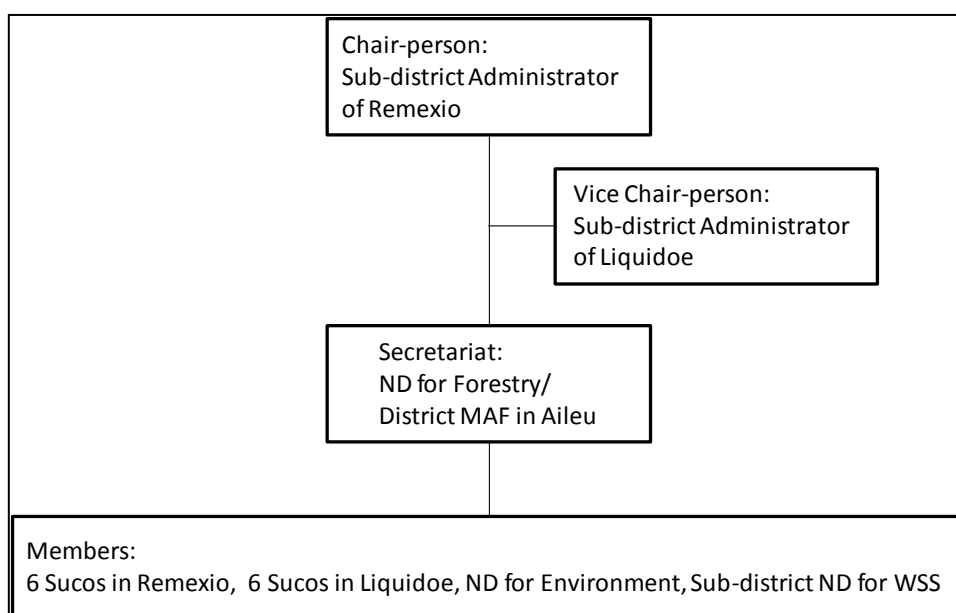 Chair-person:
Sub-district Administrator
of Remexio
Vice Chair-person:
Sub-district Administrator
of Liquidoe
Secretariat:
ND for Forestry/
District MAF in Aileu
Members:
6 Sucos in Remexio, 6 Sucos in Liquidoe, ND for Environment, Sub-district ND for WSS